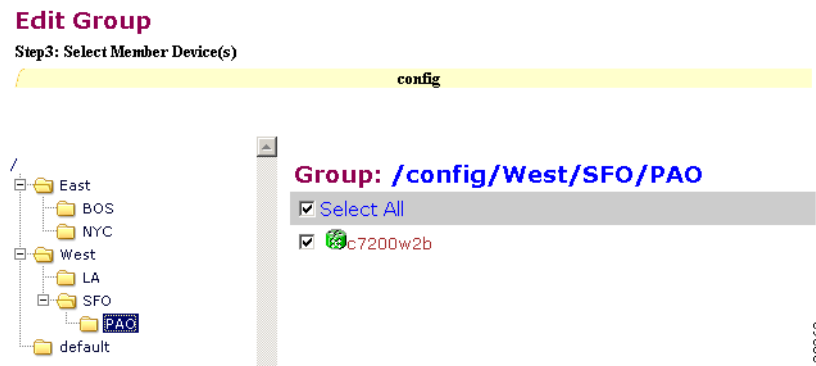 Edit Group
Step3: Select Member Device(s)
config
/
East
BOS
NYC
West
LA
SFO
PAO
default
Group: /config/West/SFO/PAO
Select All
c7200w2b